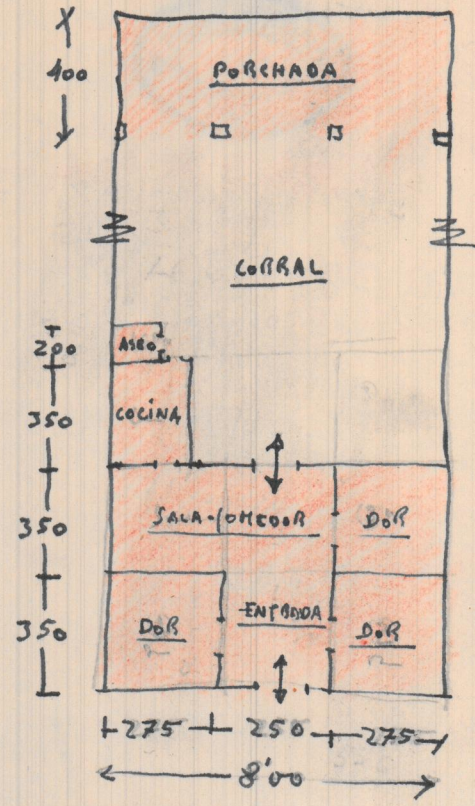 400
PORCHADA
CORRAL
200
ASEO
350
COCINA
350
SALA-COMEDOR
DOR
350
DOR
ENTRADA
DOR
275
250
275
8'00